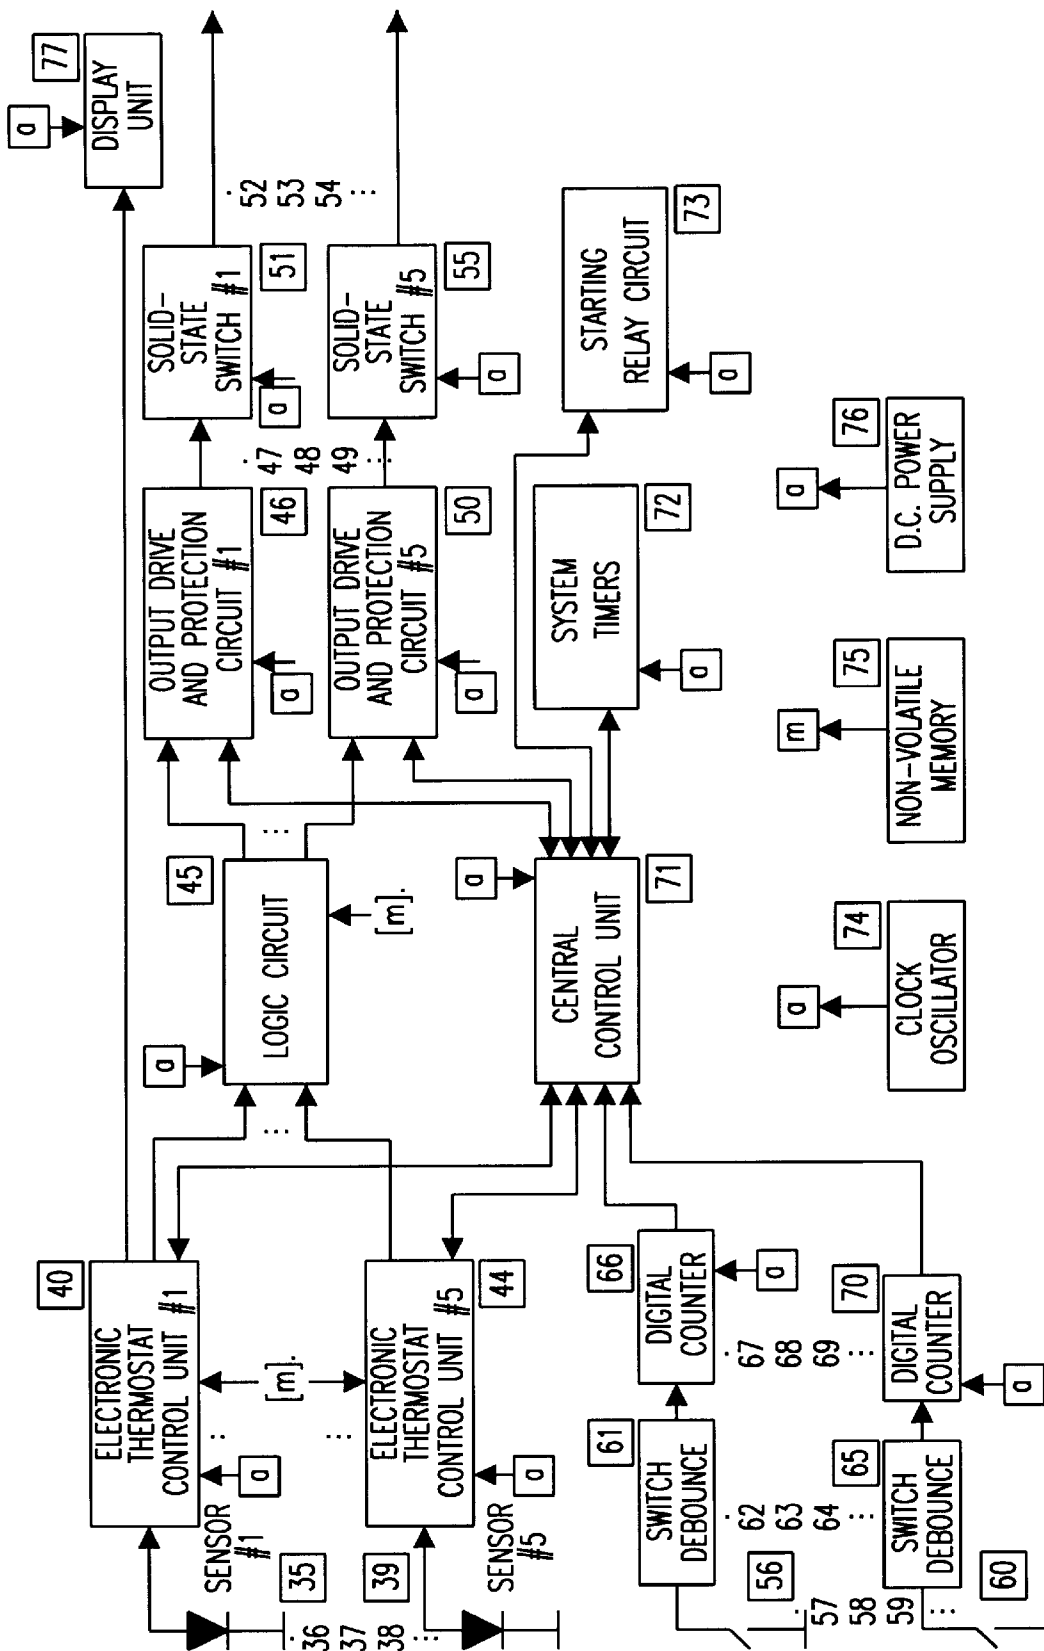 a
DISPLAY
UNIT
77
ELECTRONIC
THERMOSTAT
CONTROL UNIT #1
40
SENSOR
#1
35
36
37
38
a
[m].
ELECTRONIC
THERMOSTAT
CONTROL UNIT #5
44
SENSOR
#5
39
a
a
LOGIC CIRCUIT
45
[m].
OUTPUT DRIVE
AND PROTECTION
CIRCUIT #1
46
a
47
48
49
OUTPUT DRIVE
AND PROTECTION
CIRCUIT #5
50
a
SOLID-
STATE
SWITCH #1
51
a
52
53
54
SOLID-
STATE
SWITCH #5
55
a
56
57
58
59
60
SWITCH
DEBOUNCE
61
62
63
64
SWITCH
DEBOUNCE
65
DIGITAL
COUNTER
66
a
67
68
69
DIGITAL
COUNTER
70
a
a
CENTRAL
CONTROL UNIT
71
SYSTEM
TIMERS
72
a
STARTING
RELAY CIRCUIT
73
a
a
CLOCK
OSCILLATOR
74
m
NON-VOLATILE
MEMORY
75
a
D.C. POWER
SUPPLY
76